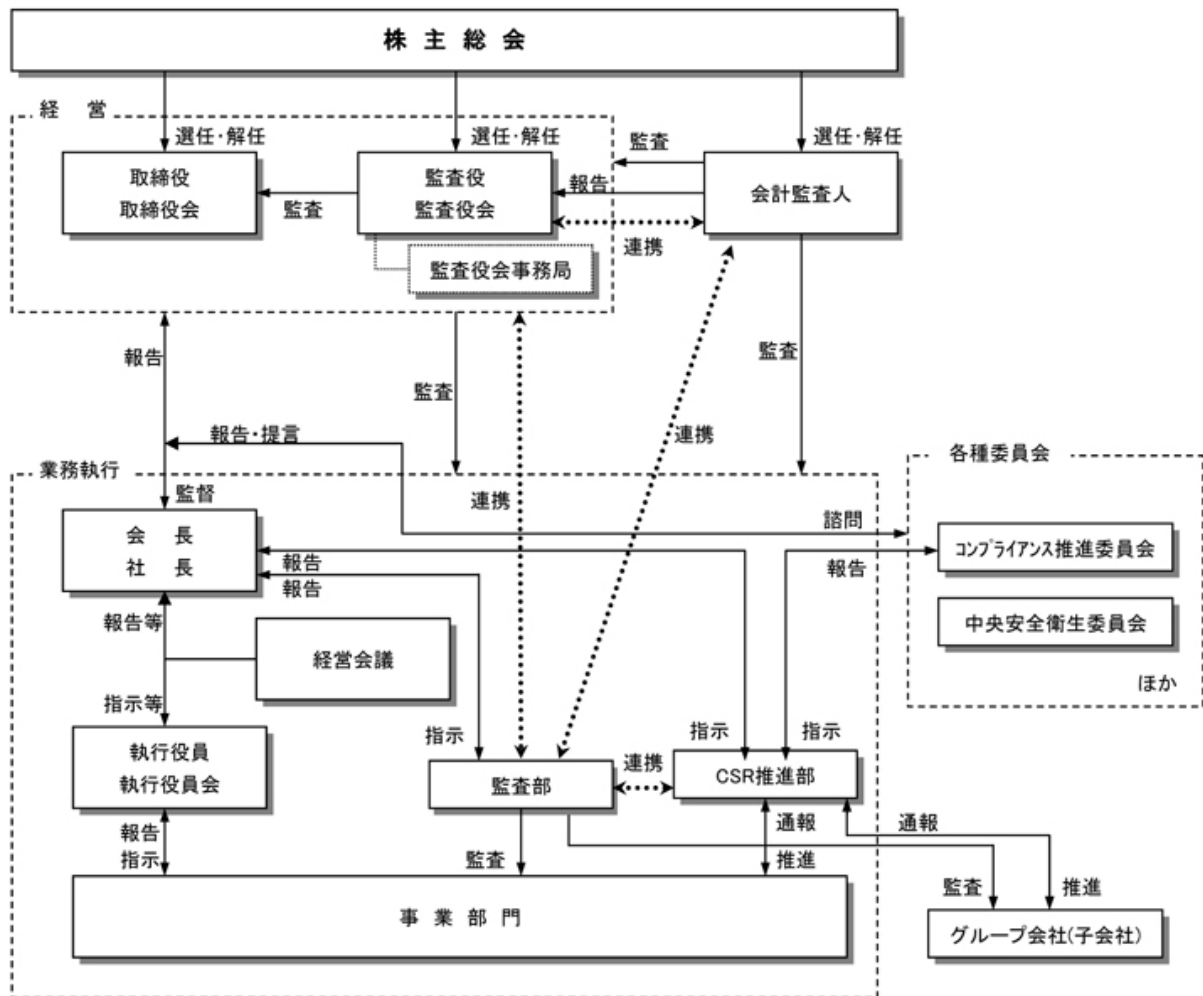 株 主 総 会
経 営
選任・解任
選任・解任
選任・解任
取締役
取締役会
監査
監査役
監査役会
監査役会事務局
監査
報告
連携
会計監査人
報告
監査
監査
連携
連携
報告・提言
諮問
業務執行
監督
会 長
社 長
報告
報告
報告等
経営会議
指示等
執行役員
執行役員会
報告
指示
指示
監査部
連携
指示
指示
CSR推進部
監査
通報
推進
事 業 部 門
各種委員会
報告
コンプライアンス推進委員会
中央安全衛生委員会
ほか
通報
監査
推進
グループ会社(子会社)